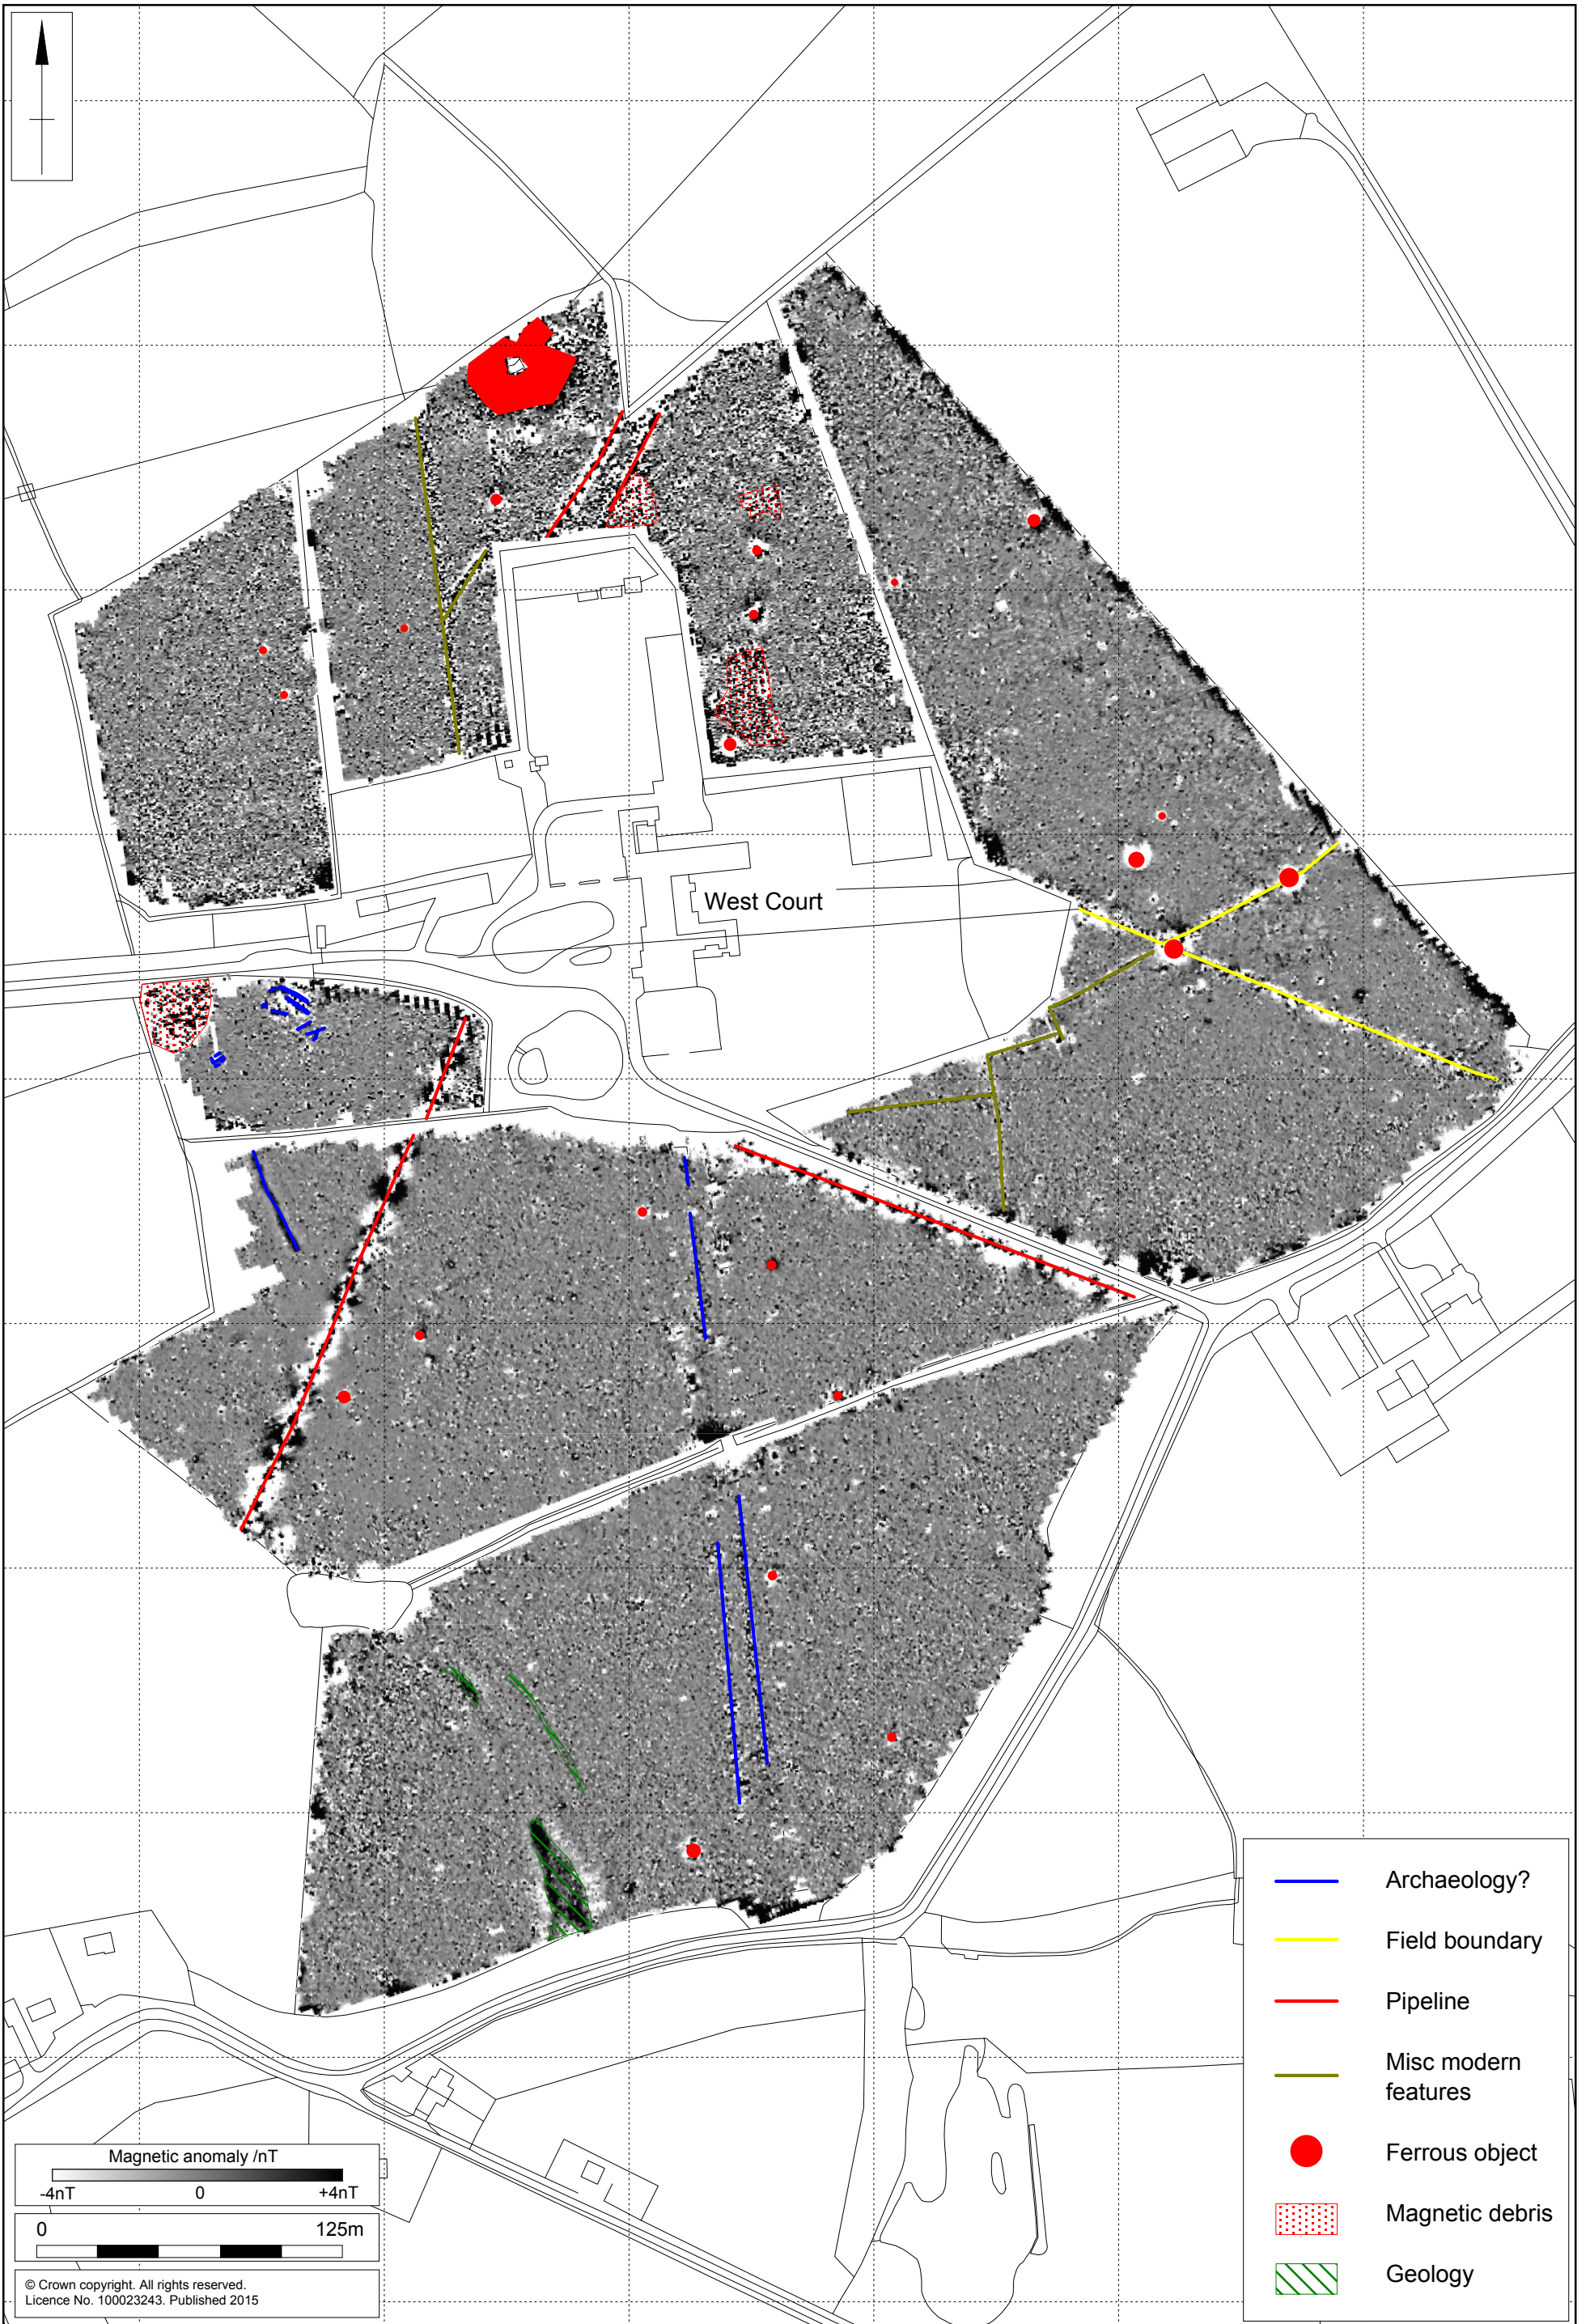 West Court
Archaeology?
Field boundary
Pipeline
Misc modern
features
Ferrous object
Magnetic debris
Geology
Magnetic anomaly /nT
-4nT 0 +4nT
0 125m
© Crown copyright. All rights reserved.
Licence No. 100023243. Published 2015